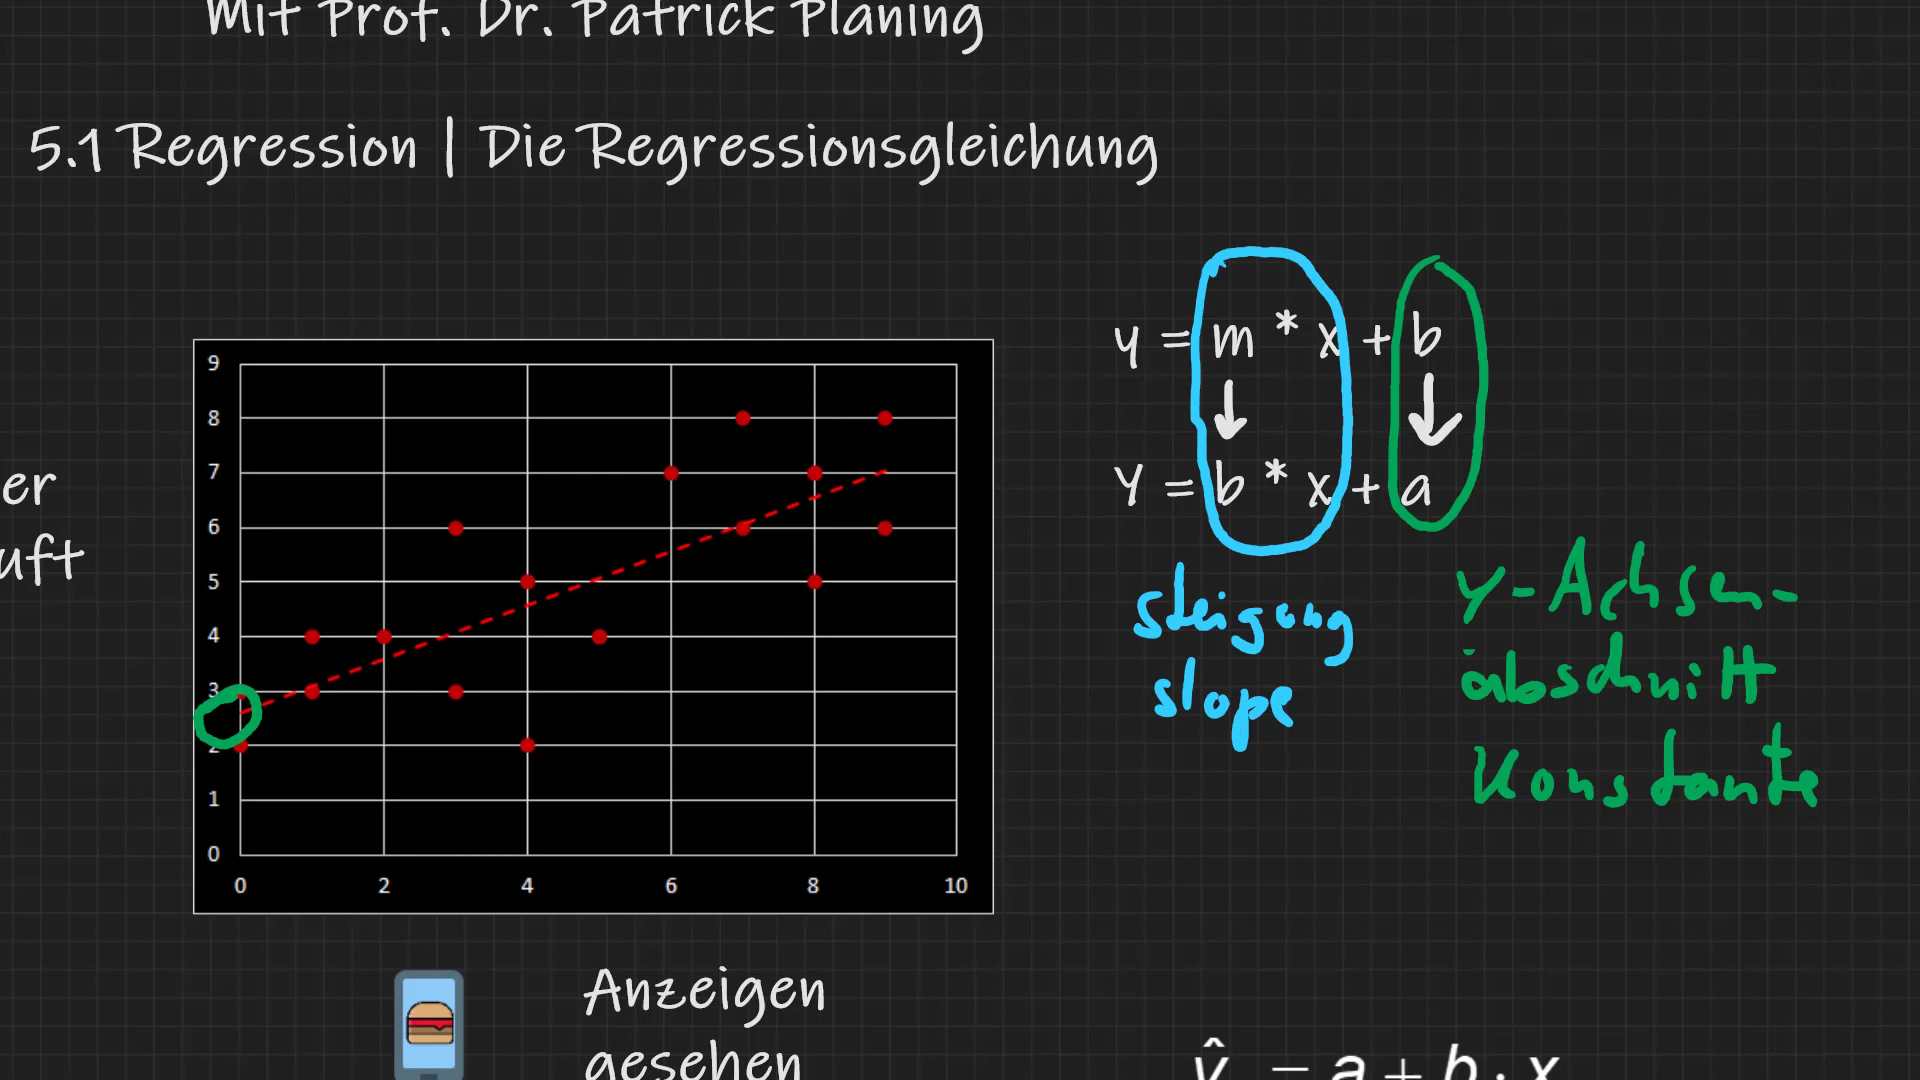 Mit Prof. Dr. Patrick Planing
5.1 Regression | Die Regressionsgleichung
y = m * x + b
Y = b * x + a
er
uft
steigung
slope
y-Achsen-
abschnitt
Konstante
9
8
7
6
5
4
3
2
1
0
0 2 4 6 8 10
Anzeigen
gesehen
ŷ = a + b · x